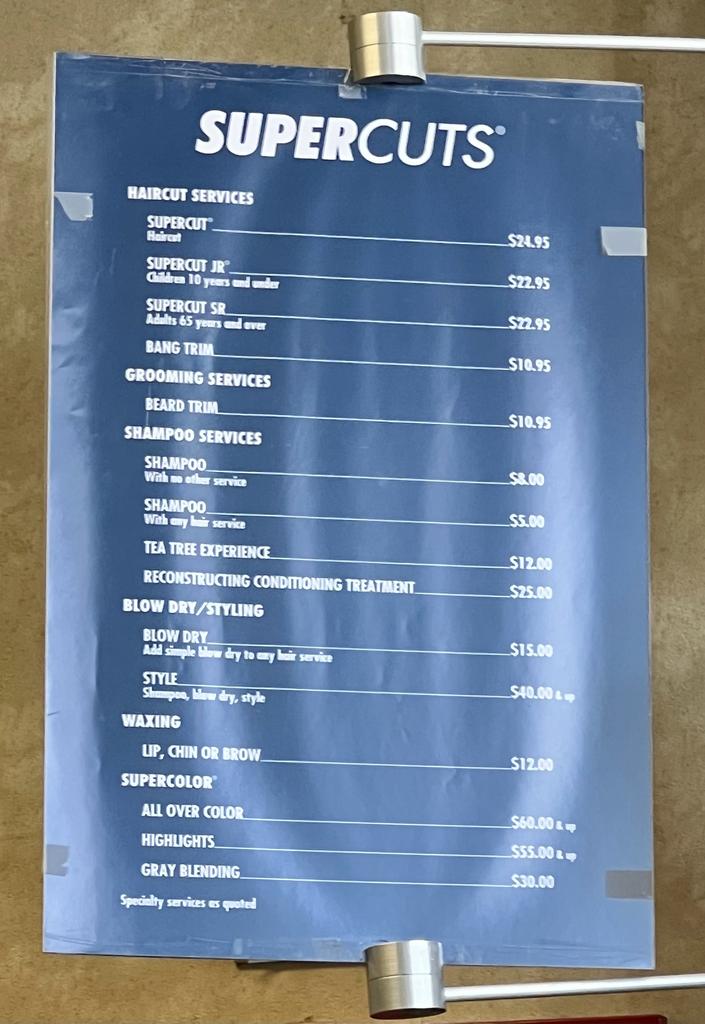 SUPERCUTS®
HAIRCUT SERVICES
SUPERCUT® $24.95
Haircut
SUPERCUT JR® $22.95
Children 10 years and under
SUPERCUT SR $22.95
Adults 65 years and over
BANG TRIM $10.95
GROOMING SERVICES
BEARD TRIM $10.95
SHAMPOO SERVICES
SHAMPOO $8.00
With no other service
SHAMPOO $5.00
With any hair service
TEA TREE EXPERIENCE $12.00
RECONSTRUCTING CONDITIONING TREATMENT $25.00
BLOW DRY/STYLING
BLOW DRY $15.00
Add simple blow dry to any hair service
STYLE $40.00 & up
Shampoo, blow dry, style
WAXING
LIP, CHIN OR BROW $12.00
SUPERCOLOR®
ALL OVER COLOR $60.00 & up
HIGHLIGHTS $55.00 & up
GRAY BLENDING $30.00
Specialty services as quoted